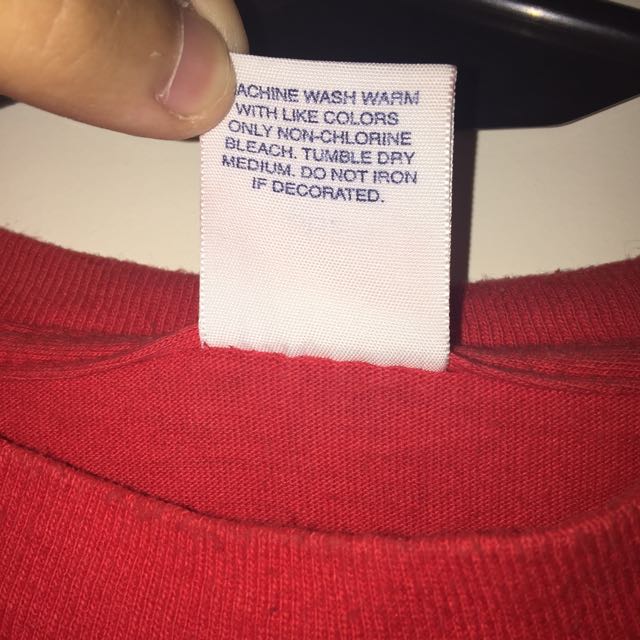 ACHINE WASH WARM
WITH LIKE COLORS
ONLY NON-CHLORINE
BLEACH. TUMBLE DRY
MEDIUM. DO NOT IRON
IF DECORATED.